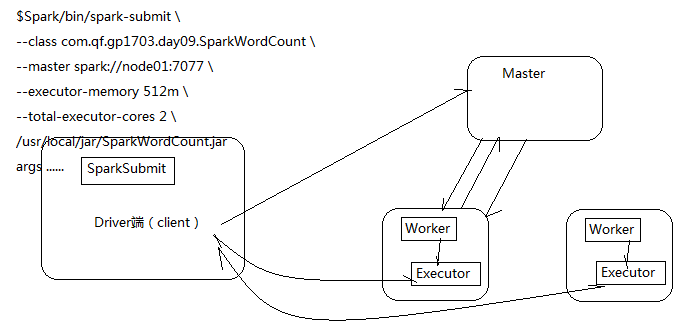 $Spark/bin/spark-submit \
--class com.qf.gp1703.day09.SparkWordCount \
--master spark://node01:7077 \
--executor-memory 512m \
--total-executor-cores 2 \
/usr/local/jar/SparkWordCount.jar
args ......
SparkSubmit
Driver端（client）
Master
Worker
Executor
Worker
Executor